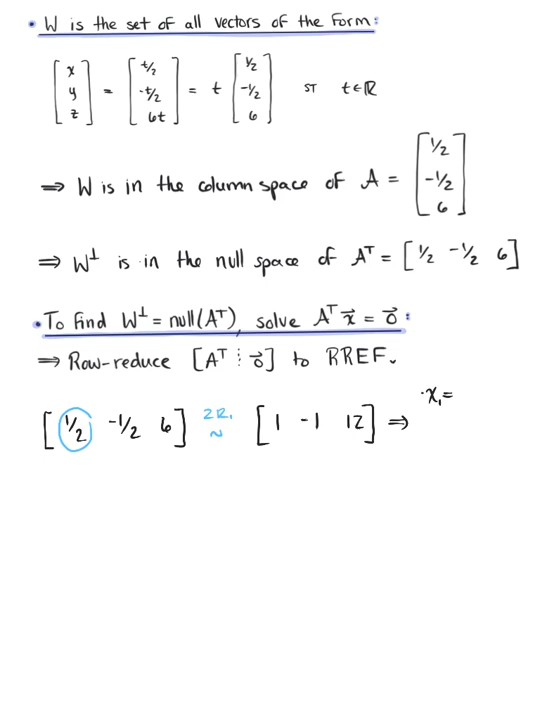 • W is the set of all vectors of the form:
[x y z] = [t/2 -t/2 6t] = t [1/2 -1/2 6] ST t∈ℝ
⇒ W is in the column space of A = [1/2 -1/2 6]
⇒ W⊥ is in the null space of Aᵀ = [1/2 -1/2 6]
• To find W⊥ = null(Aᵀ), solve Aᵀx⃗ = 0⃗:
⇒ Row-reduce [Aᵀ ⋮ 0⃗] to RREF.
[1/2 -1/2 6] 2R₁ ~ [1 -1 12] ⇒ ·x₁=